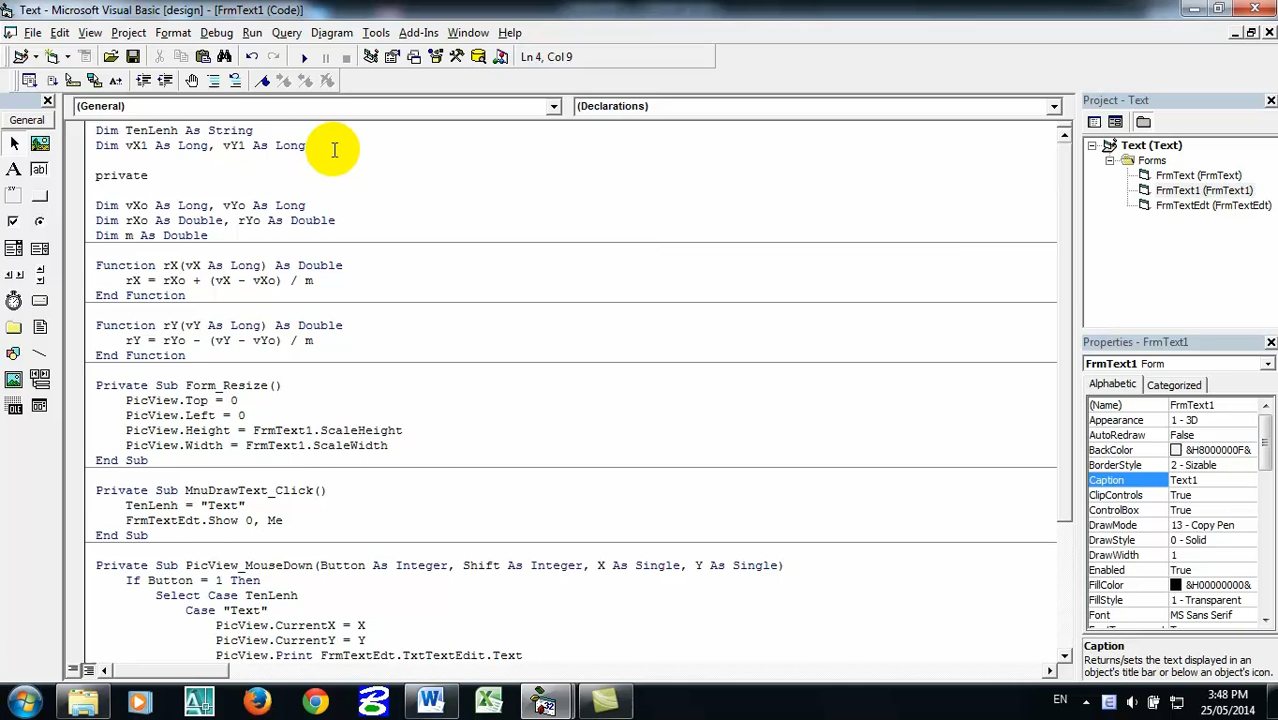 Text - Microsoft Visual Basic [design] - [FrmText1 (Code)]
File Edit View Project Format Debug Run Query Diagram Tools Add-Ins Window Help
Ln 4, Col 9
General
(General)
(Declarations)
Dim TenLenh As String
Dim vX1 As Long, vY1 As Long
private
Dim vXo As Long, vYo As Long
Dim rXo As Double, rYo As Double
Dim m As Double
Function rX(vX As Long) As Double
rX = rXo + (vX - vXo) / m
End Function
Function rY(vY As Long) As Double
rY = rYo - (vY - vYo) / m
End Function
Private Sub Form_Resize()
PicView.Top = 0
PicView.Left = 0
PicView.Height = FrmText1.ScaleHeight
PicView.Width = FrmText1.ScaleWidth
End Sub
Private Sub MnuDrawText_Click()
TenLenh = "Text"
FrmTextEdt.Show 0, Me
End Sub
Private Sub PicView_MouseDown(Button As Integer, Shift As Integer, X As Single, Y As Single)
If Button = 1 Then
Select Case TenLenh
Case "Text"
PicView.CurrentX = X
PicView.CurrentY = Y
PicView.Print FrmTextEdt.TxtTextEdit.Text
Project - Text
Text (Text)
Forms
FrmText (FrmText)
FrmText1 (FrmText1)
FrmTextEdt (FrmTextEdt)
Properties - FrmText1
FrmText1 Form
Alphabetic Categorized
(Name) FrmText1
Appearance 1 - 3D
AutoRedraw False
BackColor &H8000000F&
BorderStyle 2 - Sizable
Caption Text1
ClipControls True
ControlBox True
DrawMode 13 - Copy Pen
DrawStyle 0 - Solid
DrawWidth 1
Enabled True
FillColor &H00000000&
FillStyle 1 - Transparent
Font MS Sans Serif
Caption
Returns/sets the text displayed in an
object's title bar or below an object's icon.
EN
3:48 PM
25/05/2014